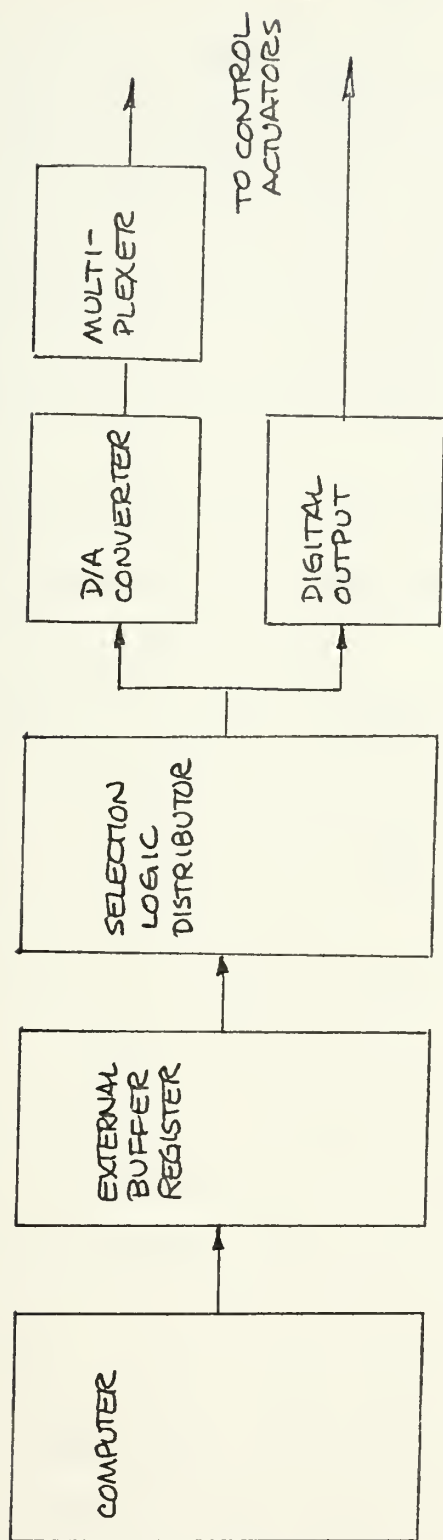 COMPUTER
EXTERNAL
BUFFER
REGISTER
SELECTION
LOGIC
DISTRIBUTOR
D/A
CONVERTER
MULTI-
PLEXER
DIGITAL
OUTPUT
TO CONTROL
ACTUATORS